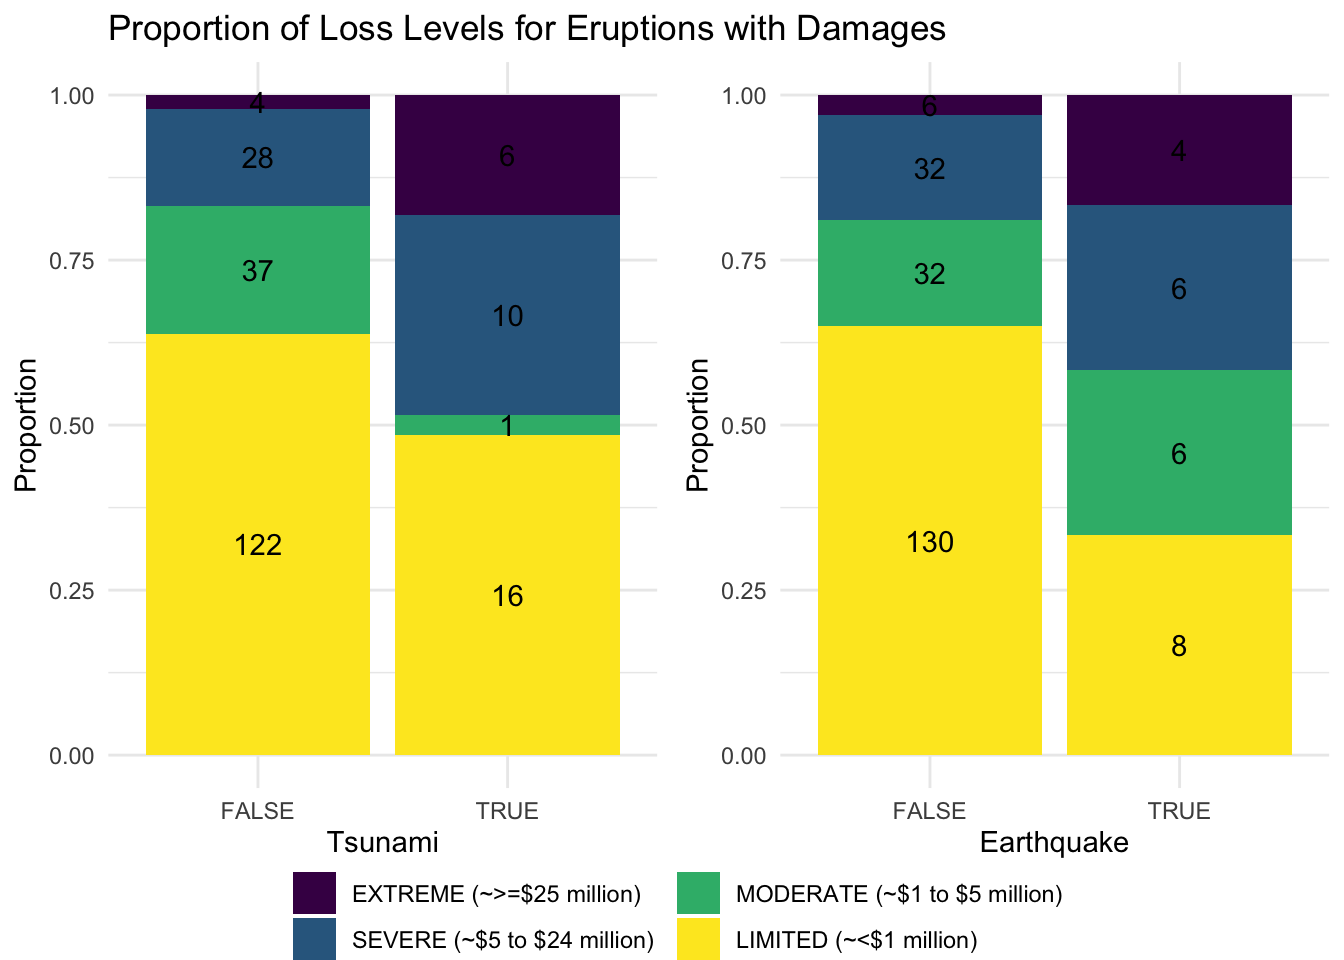 Proportion of Loss Levels for Eruptions with Damages
Proportion
1.00
0.75
0.50
0.25
0.00
4
28
37
122
6
10
1
16
FALSE
TRUE
Tsunami
Proportion
1.00
0.75
0.50
0.25
0.00
6
32
32
130
4
6
6
8
FALSE
TRUE
Earthquake
EXTREME (~>=$25 million)
MODERATE (~$1 to $5 million)
SEVERE (~$5 to $24 million)
LIMITED (~<$1 million)